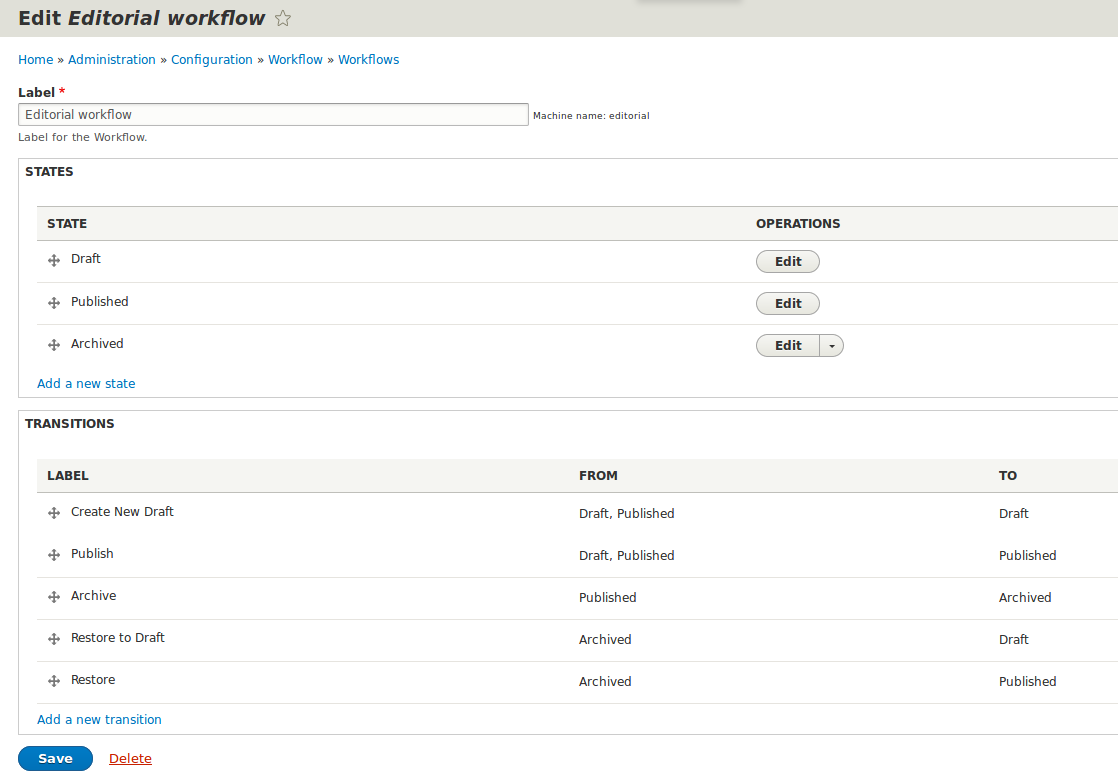 Edit Editorial workflow
Home » Administration » Configuration » Workflow » Workflows
Label *
Editorial workflow Machine name: editorial
Label for the Workflow.
STATES
STATE OPERATIONS
Draft Edit
Published Edit
Archived Edit
Add a new state
TRANSITIONS
LABEL FROM TO
Create New Draft Draft, Published Draft
Publish Draft, Published Published
Archive Published Archived
Restore to Draft Archived Draft
Restore Archived Published
Add a new transition
Save Delete